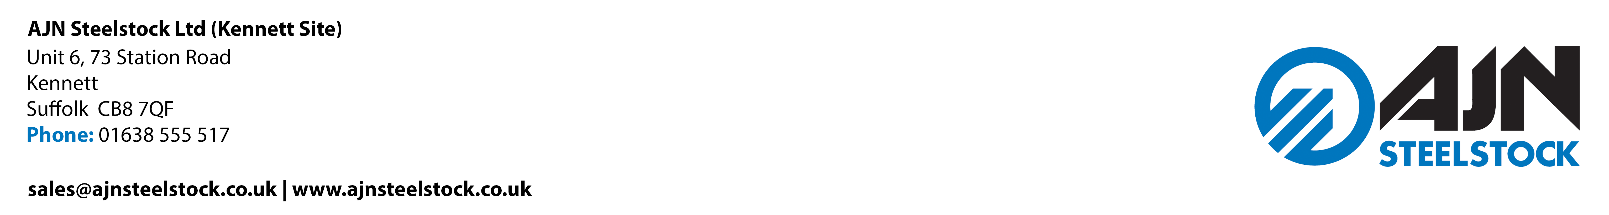 AJN Steelstock Ltd (Kennett Site)
Unit 6, 73 Station Road
Kennett
Suffolk  CB8 7QF
Phone: 01638 555 517
sales@ajnsteelstock.co.uk | www.ajnsteelstock.co.uk
AJN
STEELSTOCK